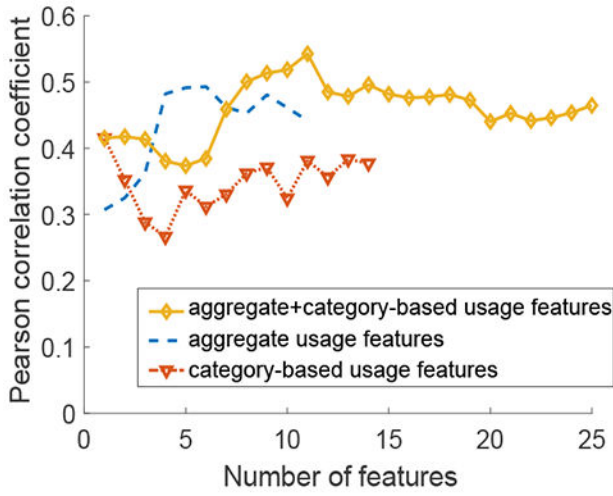 Pearson correlation coefficient
0.6
0.5
0.4
0.3
0.2
0.1
0
aggregate+category-based usage features
aggregate usage features
category-based usage features
0 5 10 15 20 25
Number of features